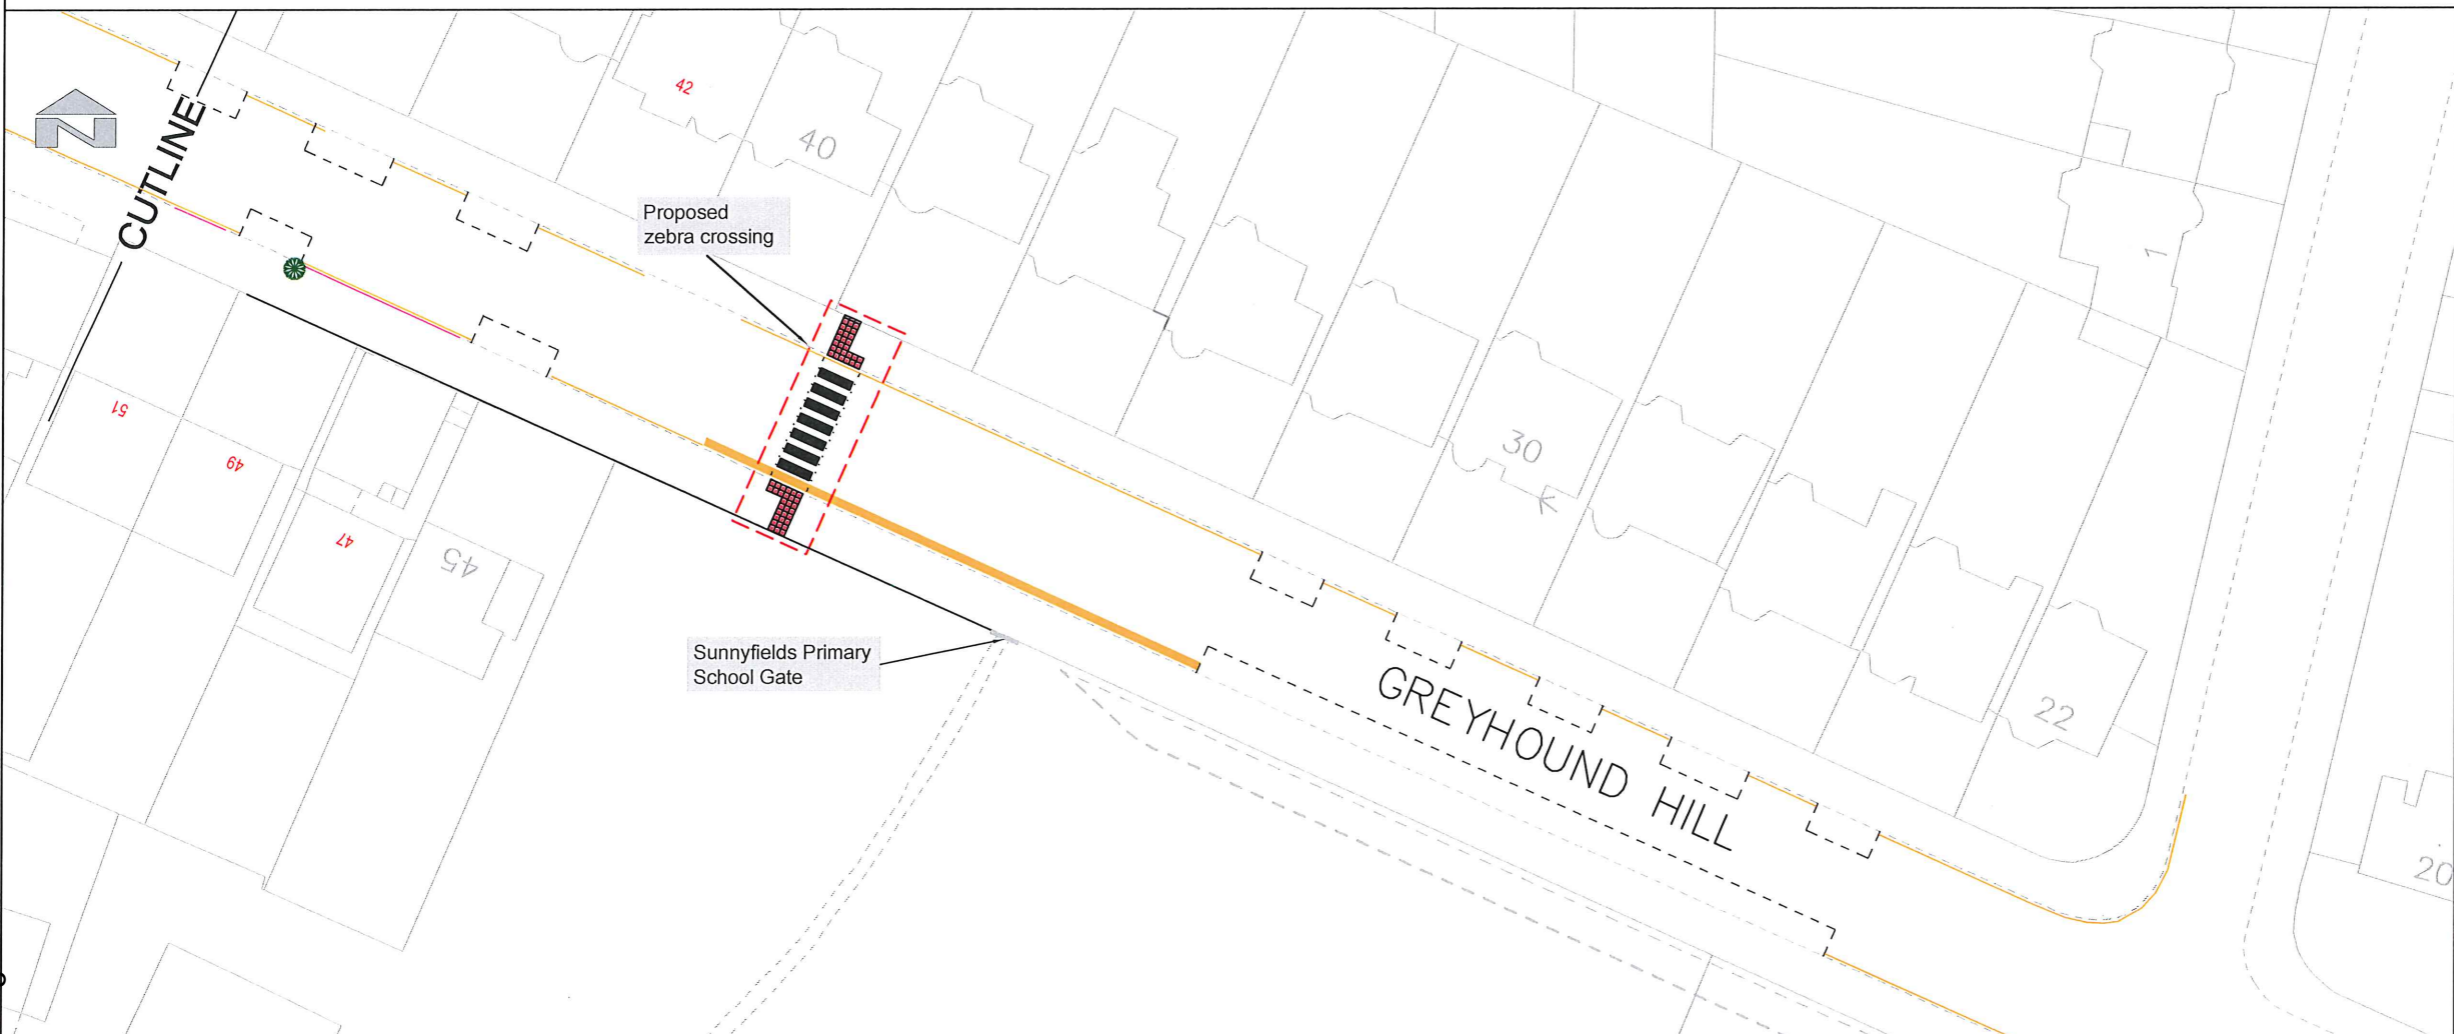 CUTLINE
N
42
40
Proposed
zebra crossing
1
51
49
47
45
30
Sunnyfields Primary
School Gate
GREYHOUND HILL
22
20